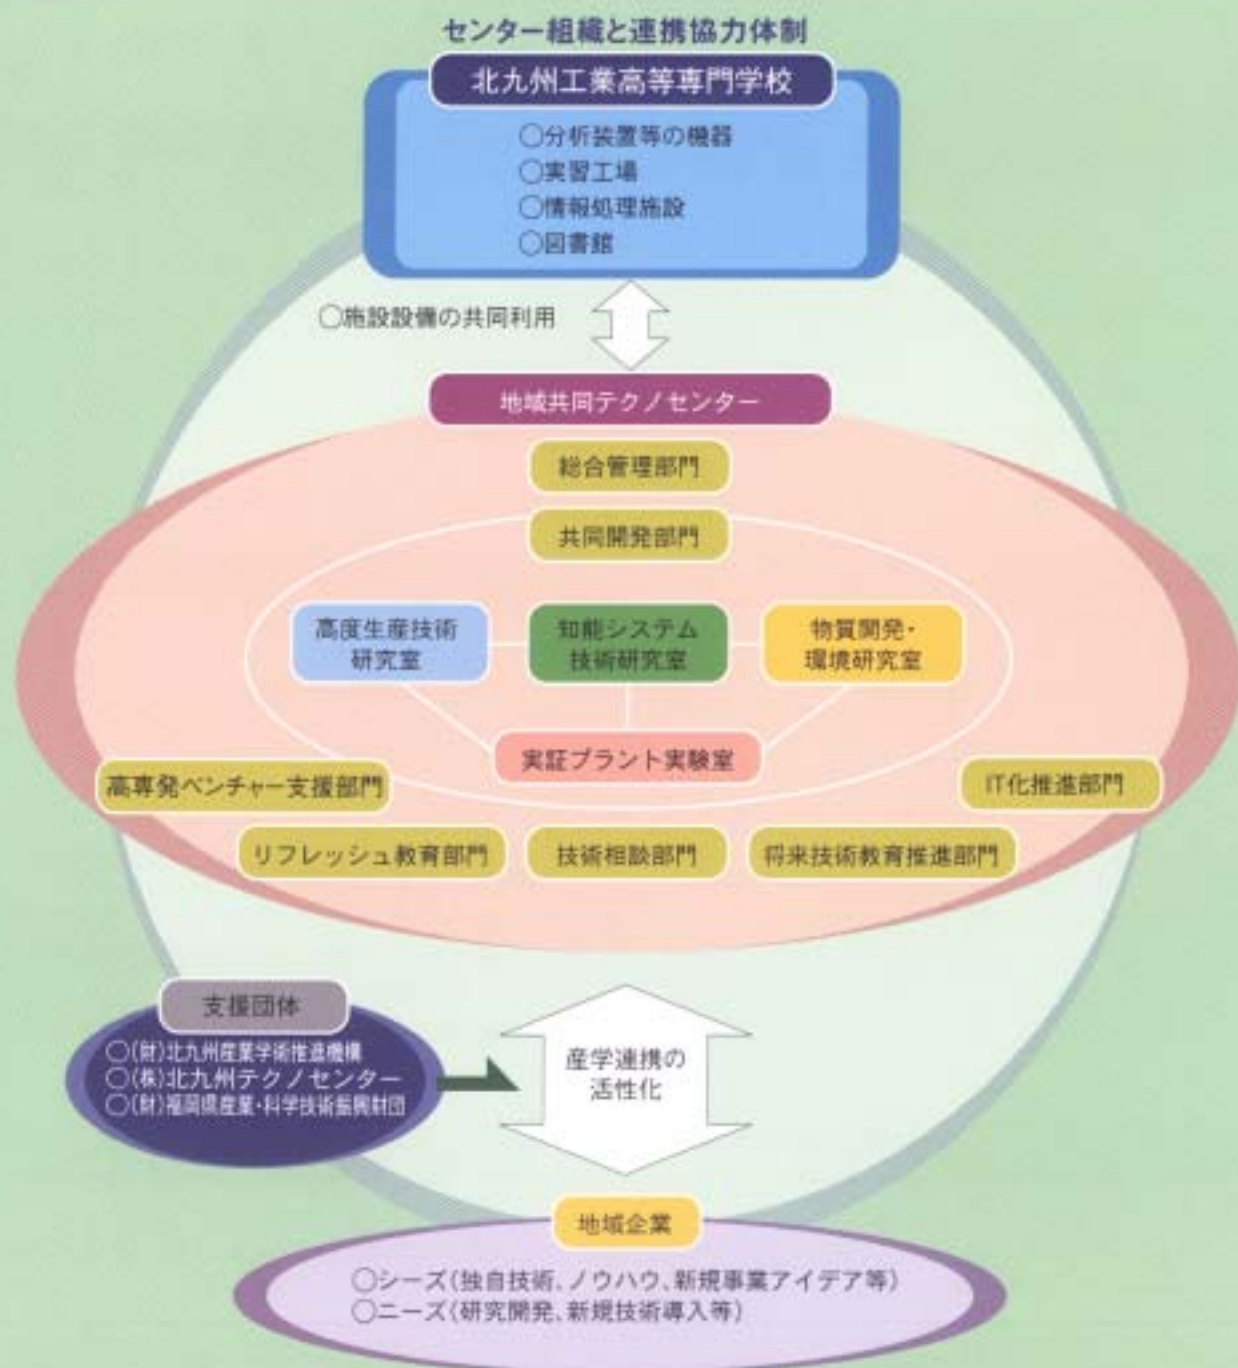 センター組織と連携協力体制
北九州工業高等専門学校
○分析装置等の機器
○実習工場
○情報処理施設
○図書館
○施設設備の共同利用
地域共同テクノセンター
総合管理部門
共同開発部門
高度生産技術
研究室
知能システム
技術研究室
物質開発・
環境研究室
実証プラント実験室
高専発ベンチャー支援部門
IT化推進部門
リフレッシュ教育部門
技術相談部門
将来技術教育推進部門
支援団体
○(財)北九州産業学術推進機構
○(株)北九州テクノセンター
○(財)福岡県産業・科学技術振興財団
産学連携の
活性化
地域企業
○シーズ(独自技術、ノウハウ、新規事業アイデア等)
○ニーズ(研究開発、新規技術導入等)